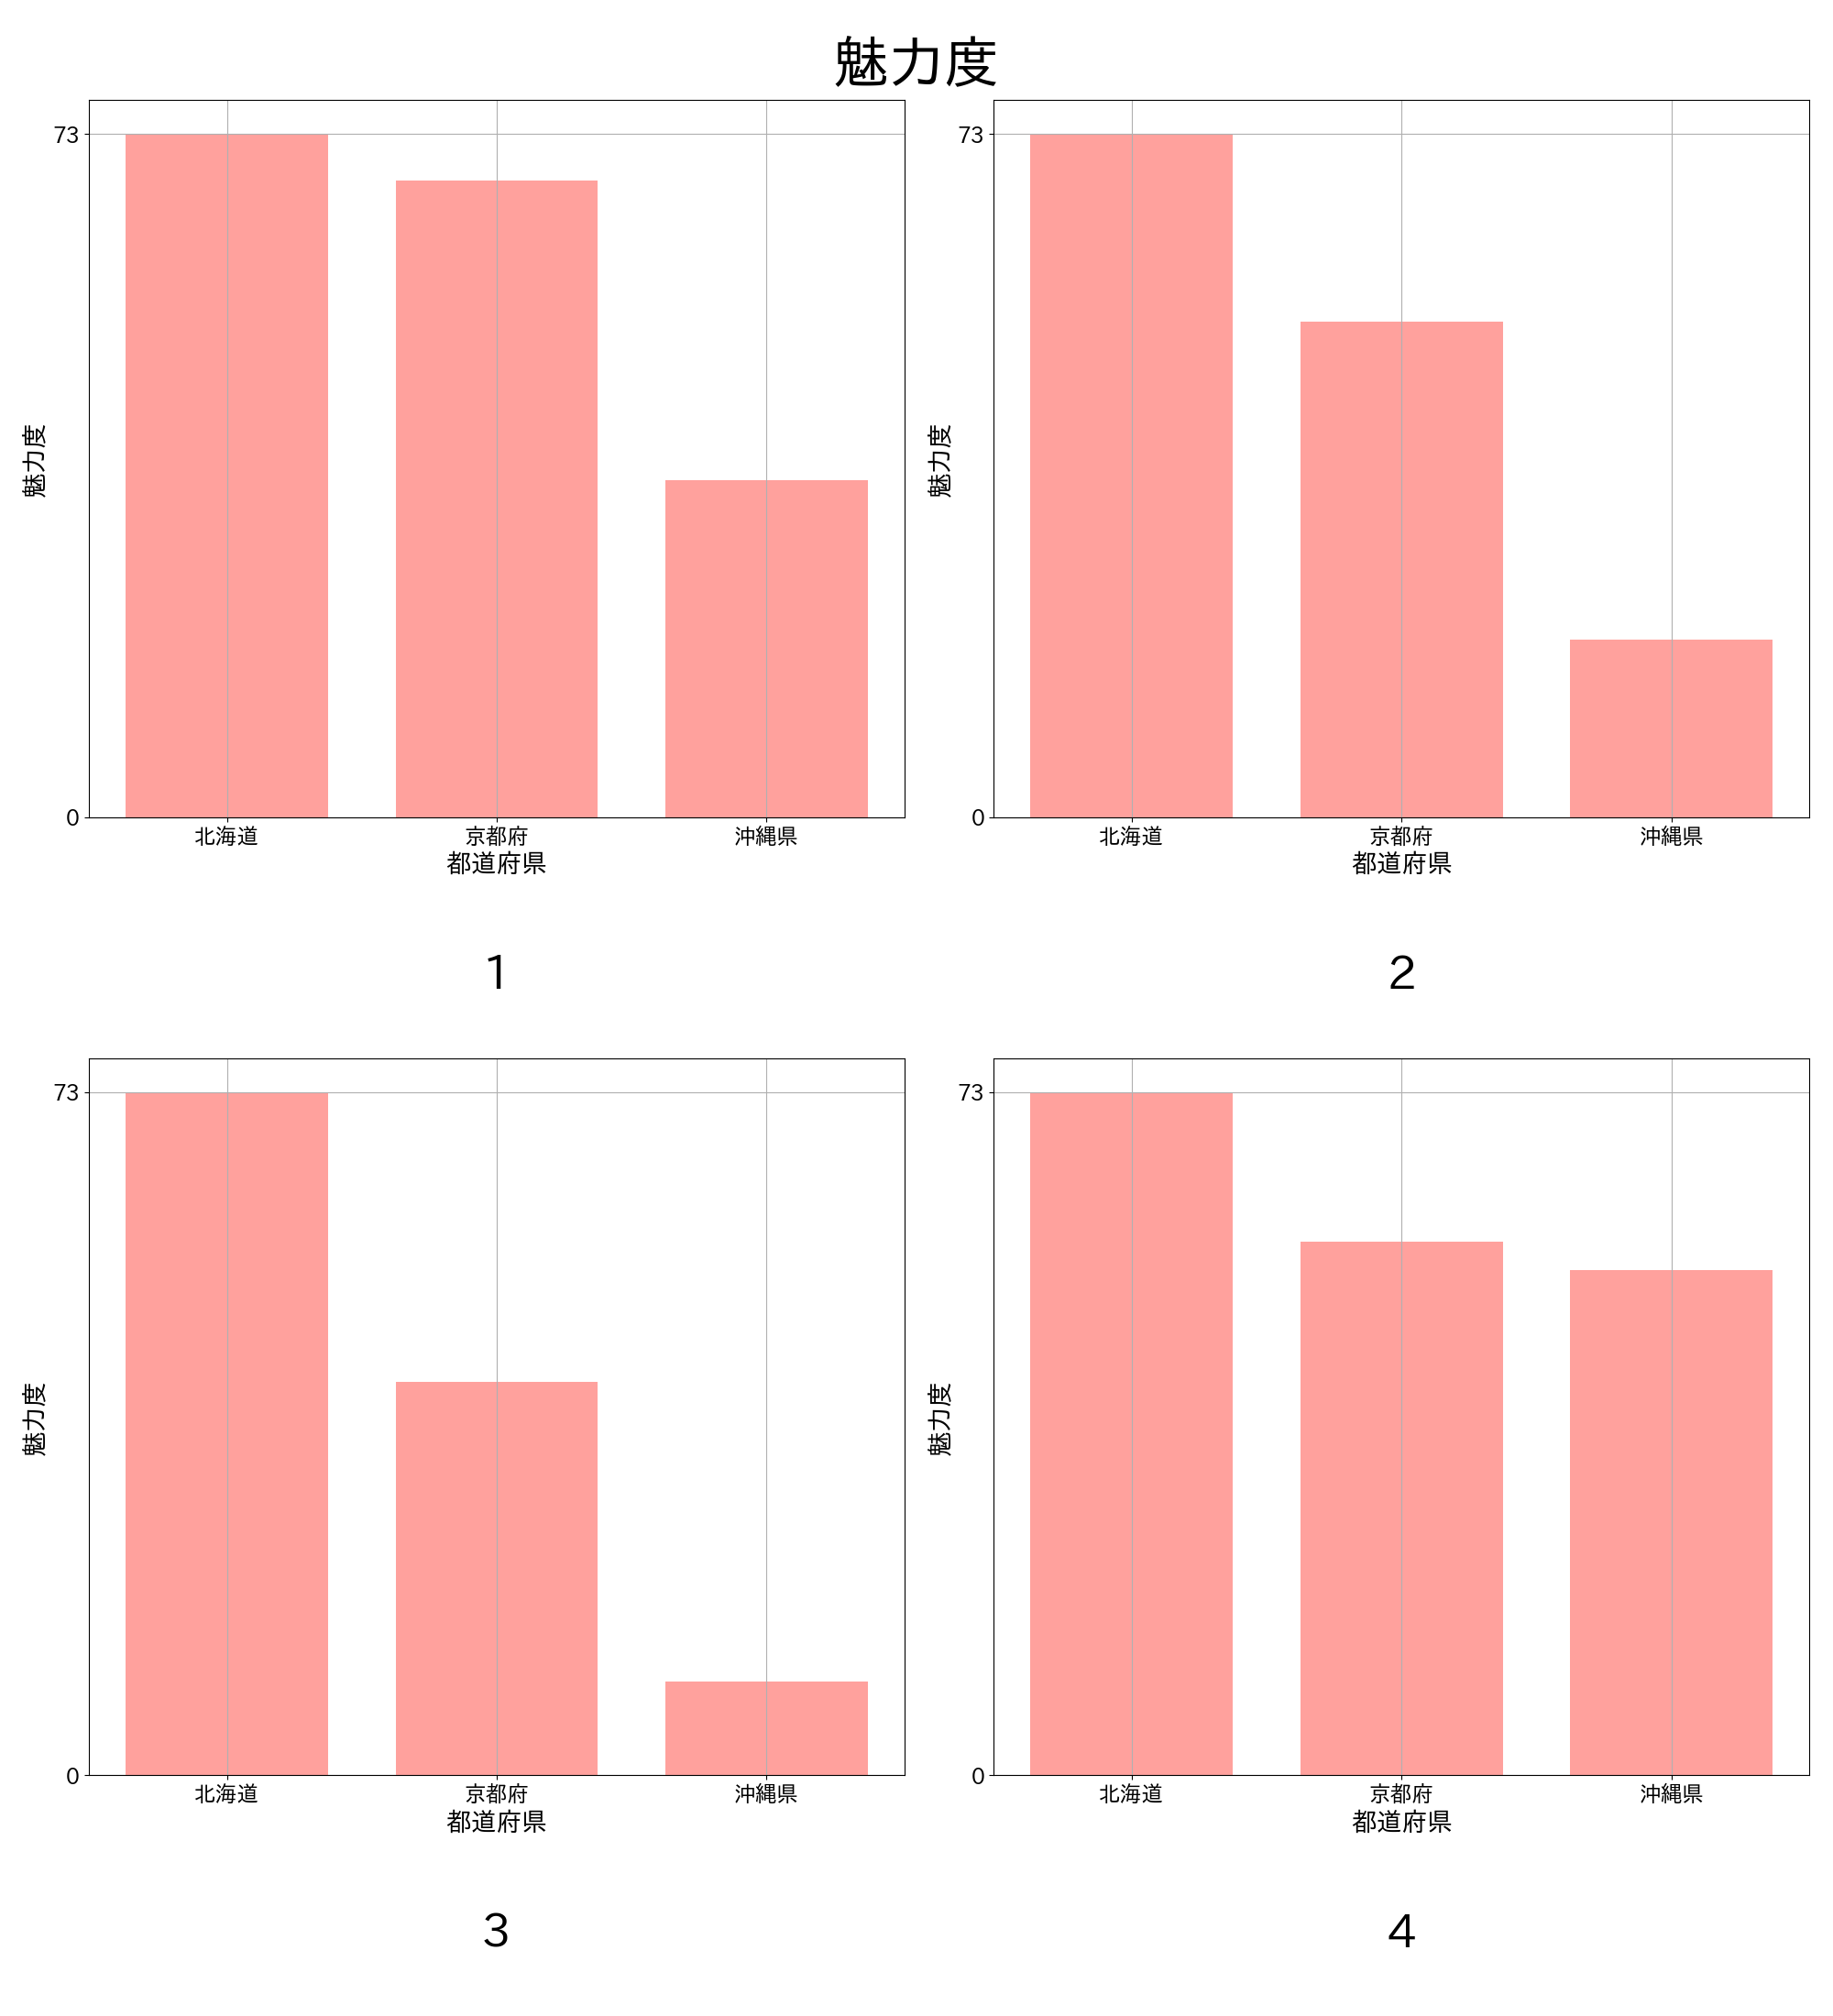 魅力度
73
0
魅力度
北海道 京都府 沖縄県
都道府県
1
73
0
魅力度
北海道 京都府 沖縄県
都道府県
2
73
0
魅力度
北海道 京都府 沖縄県
都道府県
3
73
0
魅力度
北海道 京都府 沖縄県
都道府県
4